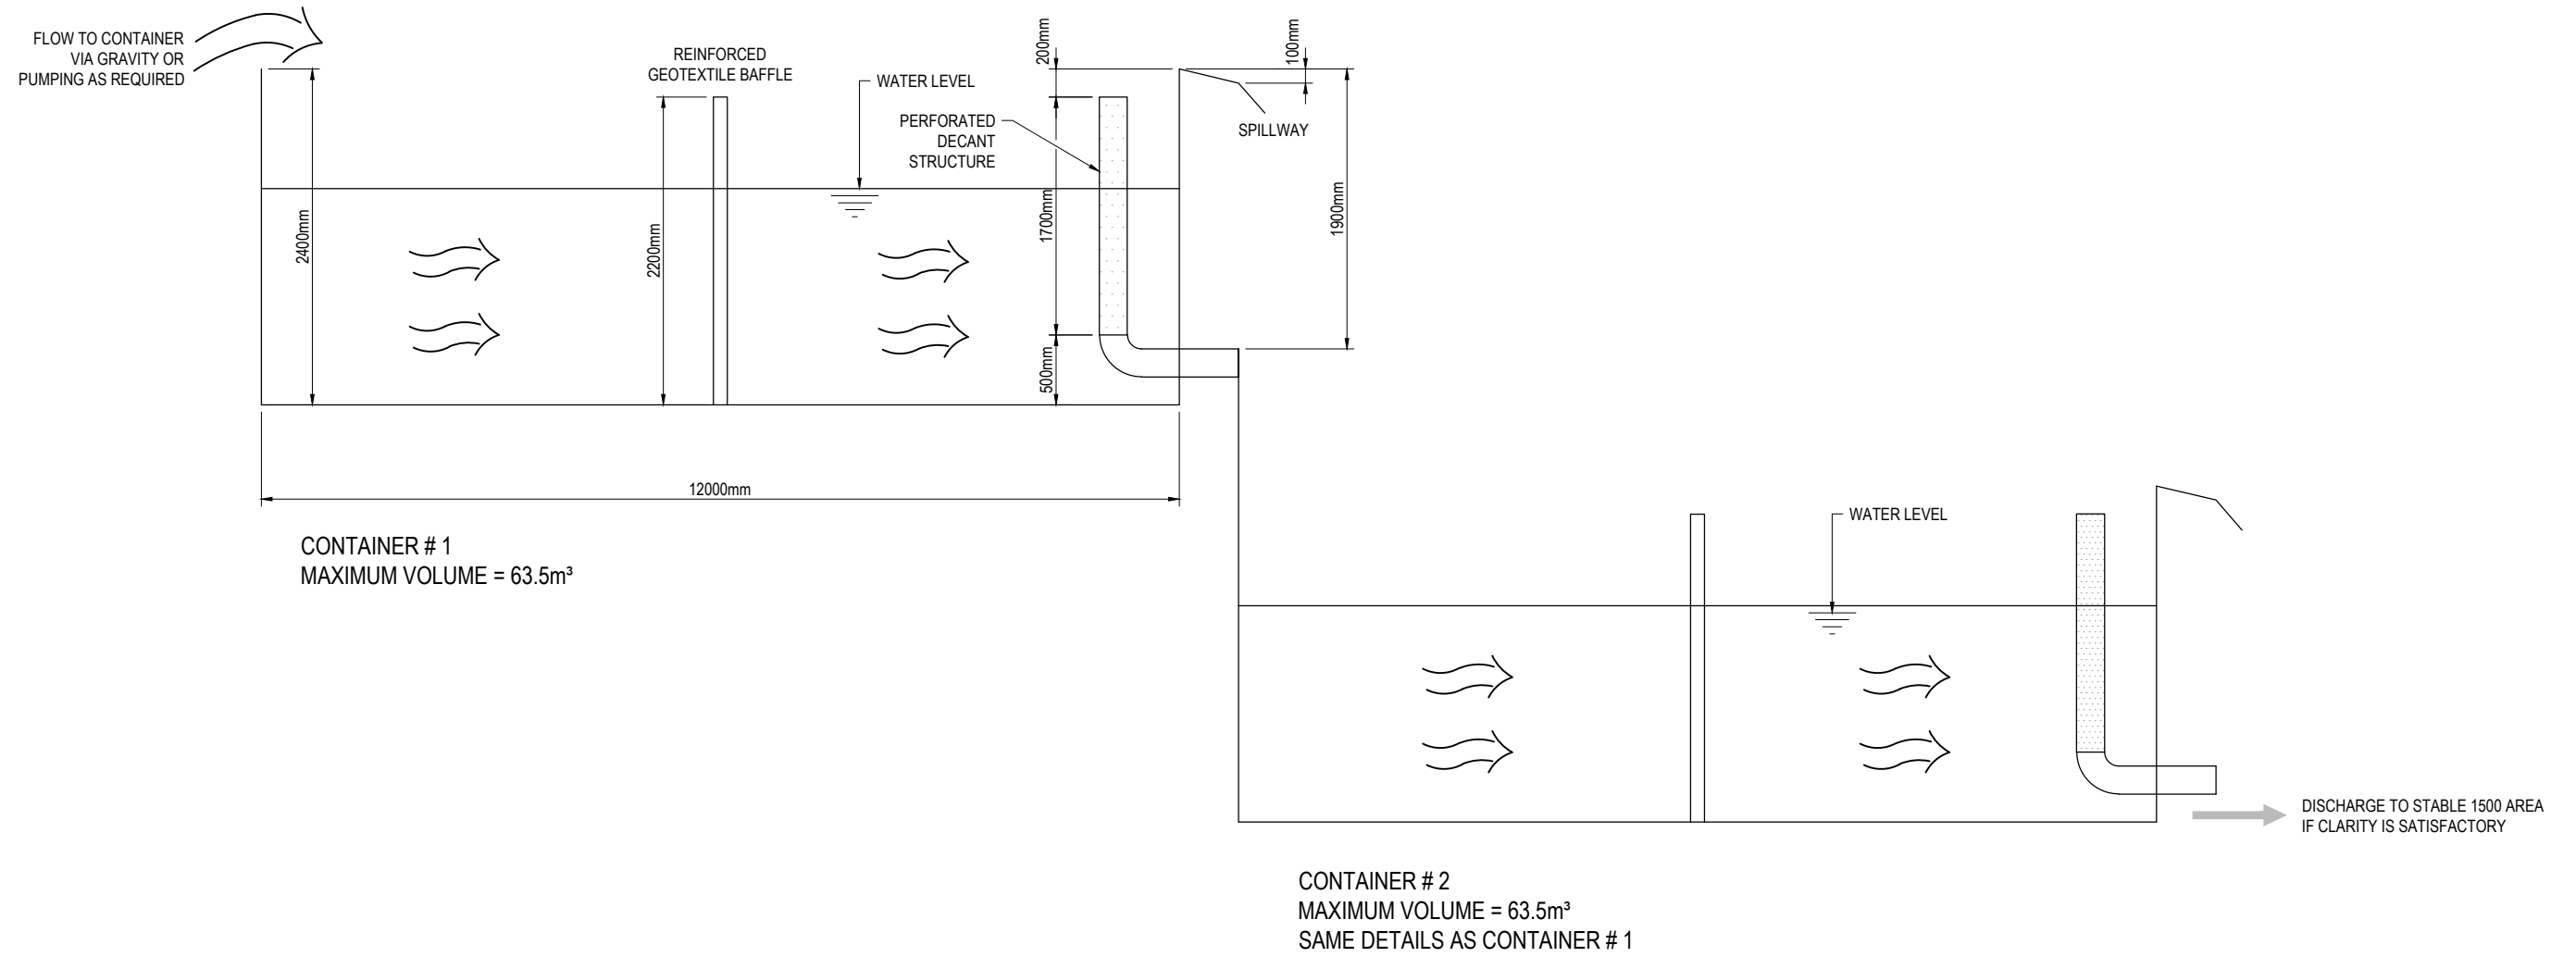 FLOW TO CONTAINER
VIA GRAVITY OR
PUMPING AS REQUIRED
REINFORCED
GEOTEXTILE BAFFLE
WATER LEVEL
PERFORATED
DECANT
STRUCTURE
200mm
100mm
SPILLWAY
2400mm
2200mm
1700mm
500mm
1900mm
12000mm
CONTAINER # 1
MAXIMUM VOLUME = 63.5m³
WATER LEVEL
DISCHARGE TO STABLE 1500 AREA
IF CLARITY IS SATISFACTORY
CONTAINER # 2
MAXIMUM VOLUME = 63.5m³
SAME DETAILS AS CONTAINER # 1